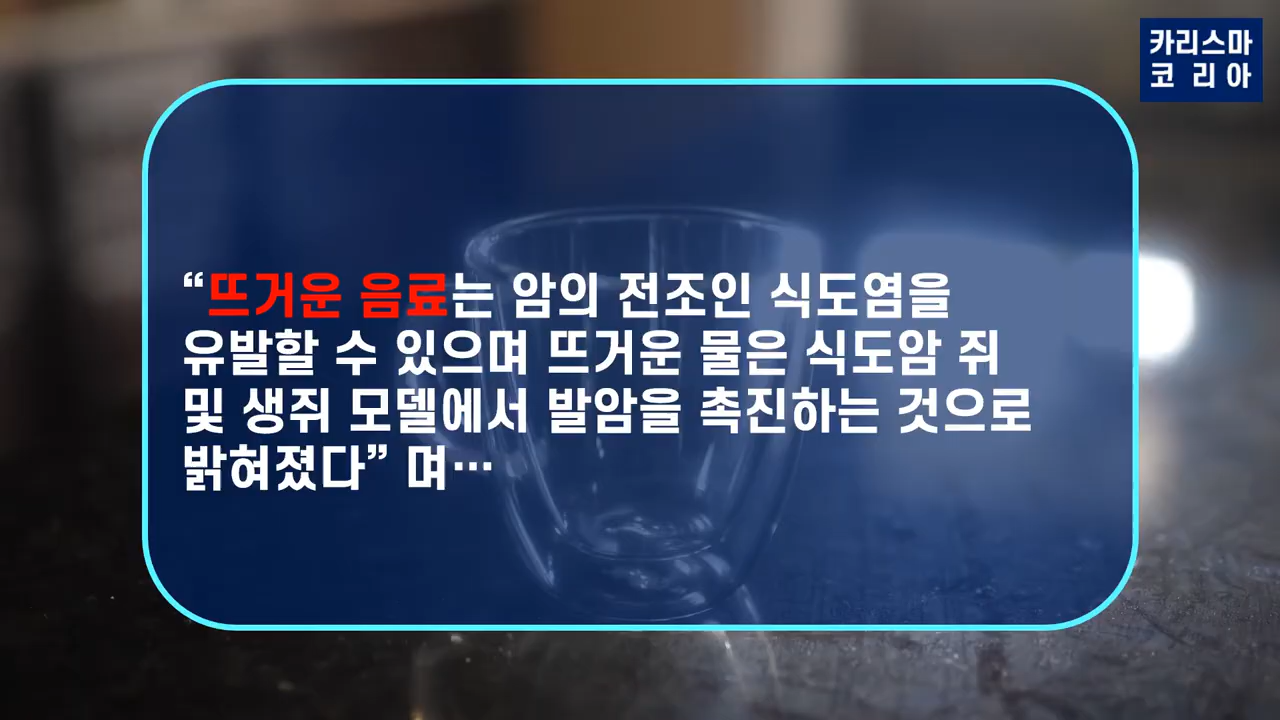 카리스마
코리아
“뜨거운 음료는 암의 전조인 식도염을
유발할 수 있으며 뜨거운 물은 식도암 쥐
및 생쥐 모델에서 발암을 촉진하는 것으로
밝혀졌다” 며…